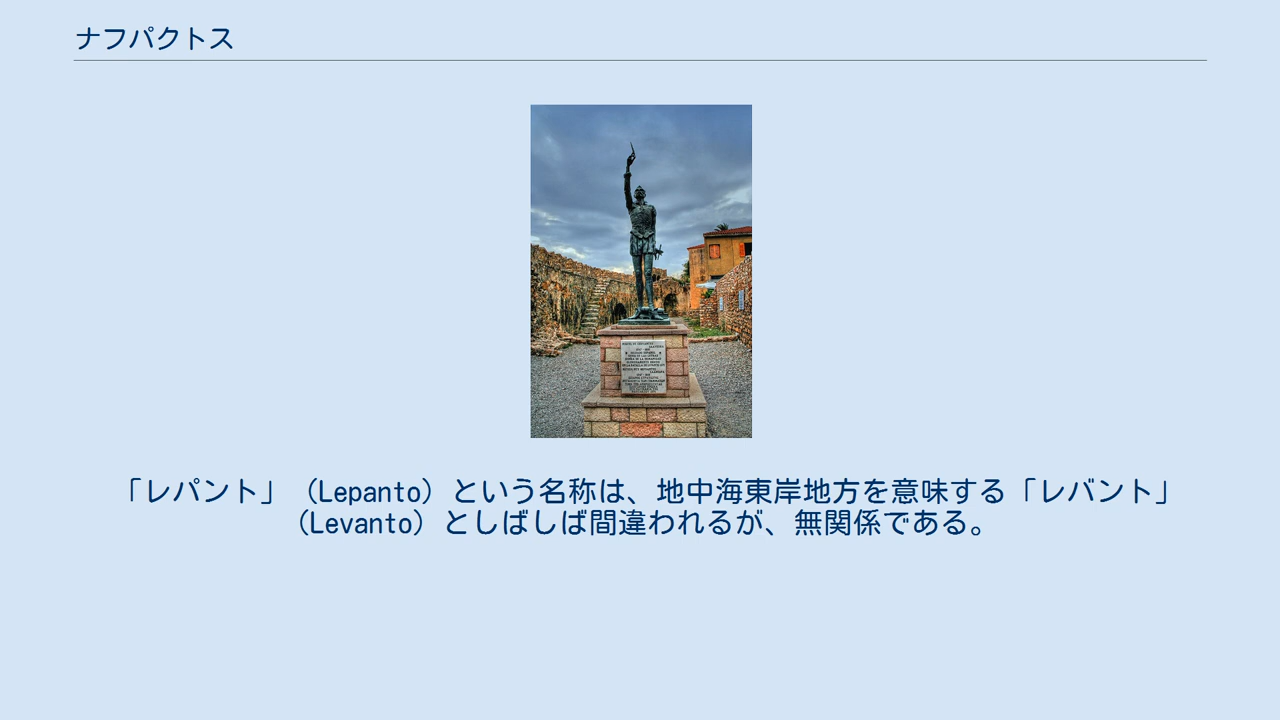 ナフパクトス
「レパント」（Lepanto）という名称は、地中海東岸地方を意味する「レバント」
（Levanto）としばしば間違われるが、無関係である。